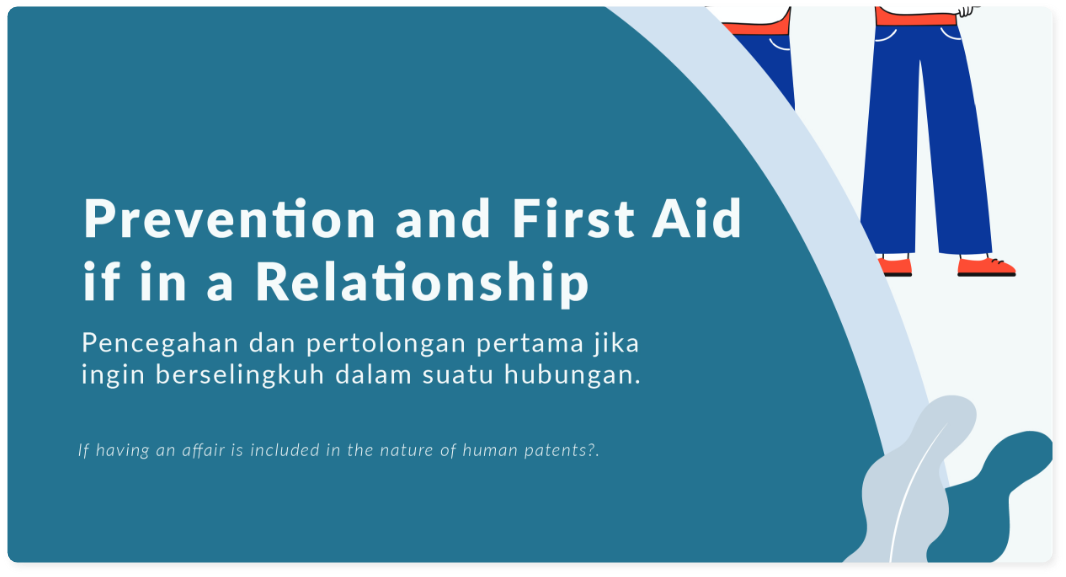 Prevention and First Aid
if in a Relationship
Pencegahan dan pertolongan pertama jika
ingin berselingkuh dalam suatu hubungan.
If having an affair is included in the nature of human patents?.